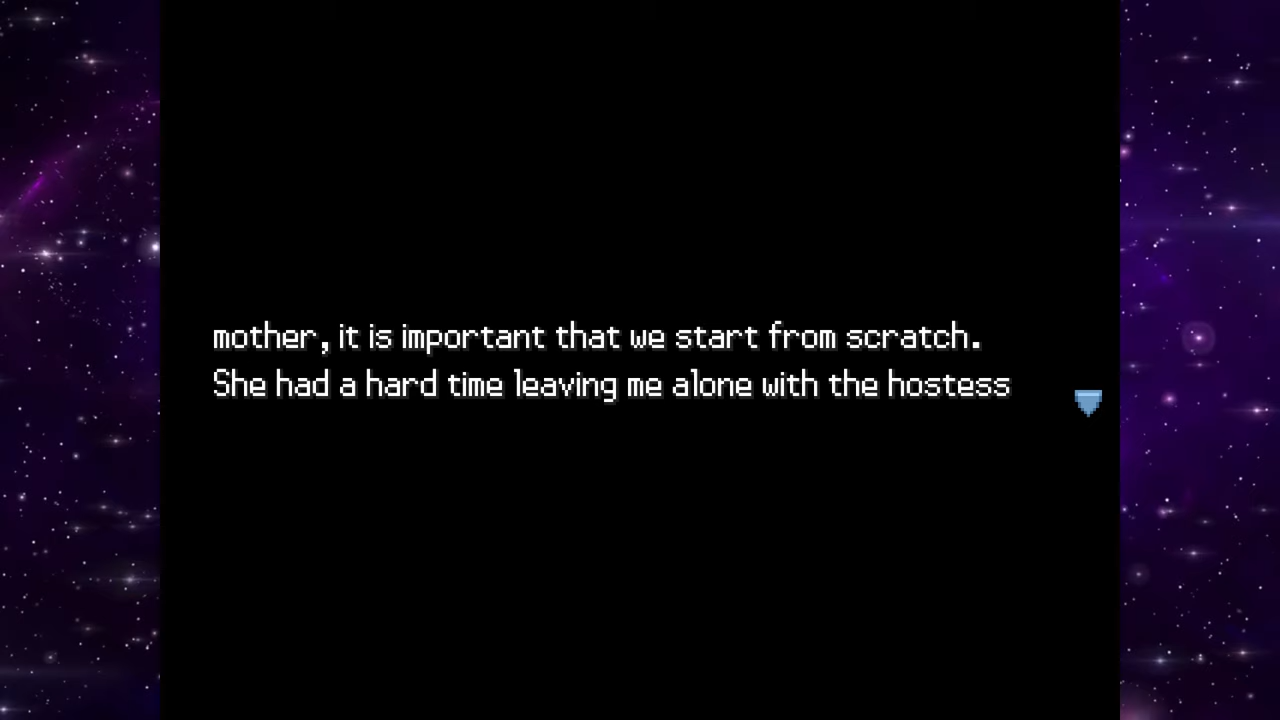 mother, it is important that we start from scratch.
She had a hard time leaving me alone with the hostess